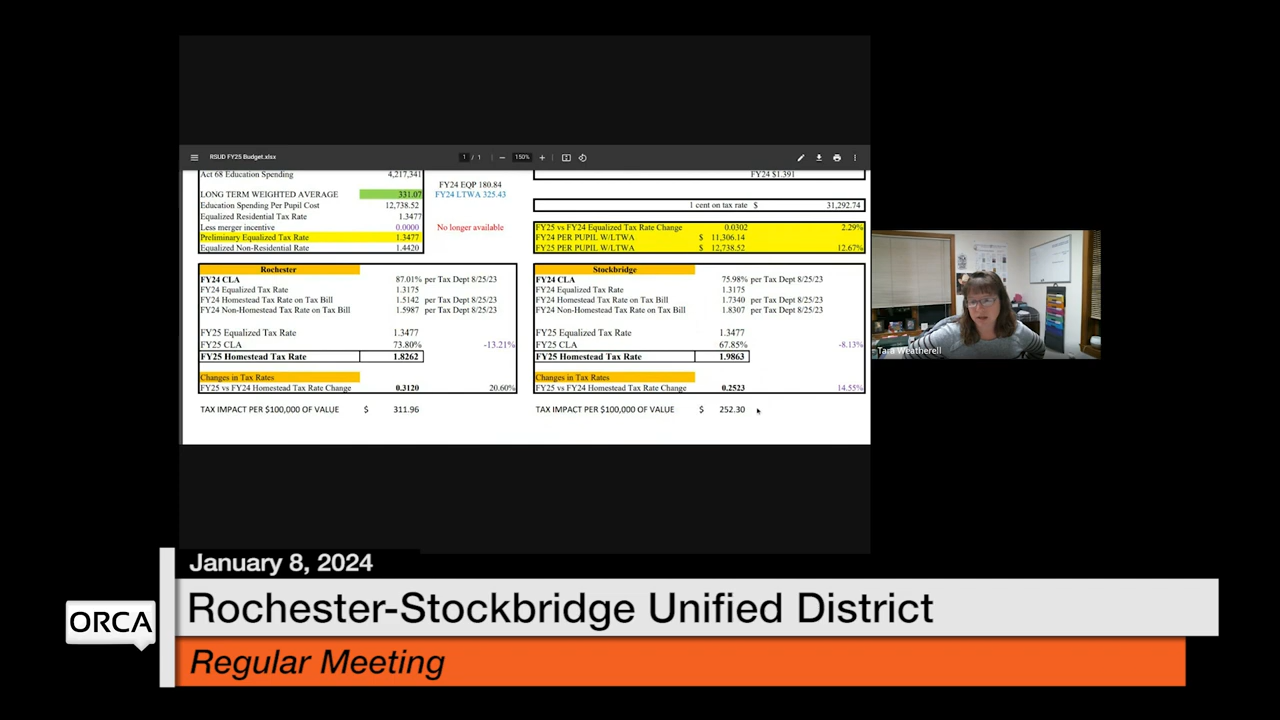 RSUD FY25 Budget.xlsx 1 / 1 150%
Act 68 Education Spending 4,217,341
FY24 $1.391
FY24 EQP 180.84
LONG TERM WEIGHTED AVERAGE 331.07 FY24 LTWA 325.43
Education Spending Per Pupil Cost 12,738.52 1 cent on tax rate $ 31,292.74
Equalized Residential Tax Rate 1.3477
Less merger incentive 0.0000 No longer available FY25 vs FY24 Equalized Tax Rate Change 0.0302 2.29%
Preliminary Equalized Tax Rate 1.3477 FY24 PER PUPIL W/LTWA $ 11,306.14
Equalized Non-Residential Rate 1.4420 FY25 PER PUPIL W/LTWA $ 12,738.52 12.67%
Rochester
FY24 CLA 87.01% per Tax Dept 8/25/23
FY24 Equalized Tax Rate 1.3175
FY24 Homestead Tax Rate on Tax Bill 1.5142 per Tax Dept 8/25/23
FY24 Non-Homestead Tax Rate on Tax Bill 1.5987 per Tax Dept 8/25/23
FY25 Equalized Tax Rate 1.3477
FY25 CLA 73.80% -13.21%
FY25 Homestead Tax Rate 1.8262
Changes in Tax Rates
FY25 vs FY24 Homestead Tax Rate Change 0.3120 20.60%
TAX IMPACT PER $100,000 OF VALUE $ 311.96
Stockbridge
FY24 CLA 75.98% per Tax Dept 8/25/23
FY24 Equalized Tax Rate 1.3175
FY24 Homestead Tax Rate on Tax Bill 1.7340 per Tax Dept 8/25/23
FY24 Non-Homestead Tax Rate on Tax Bill 1.8307 per Tax Dept 8/25/23
FY25 Equalized Tax Rate 1.3477
FY25 CLA 67.85% -8.13%
FY25 Homestead Tax Rate 1.9863
Changes in Tax Rates
FY25 vs FY24 Homestead Tax Rate Change 0.2523 14.55%
TAX IMPACT PER $100,000 OF VALUE $ 252.30
Tara Weatherell
January 8, 2024
ORCA
Rochester-Stockbridge Unified District
Regular Meeting